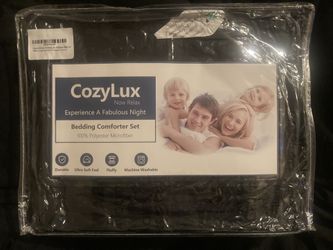 CozyLux
Now Relax
Experience A Fabulous Night
Bedding Comforter Set
100% Polyester Microfiber
Durable
Ultra Soft Feel
Fluffy
Machine Washable